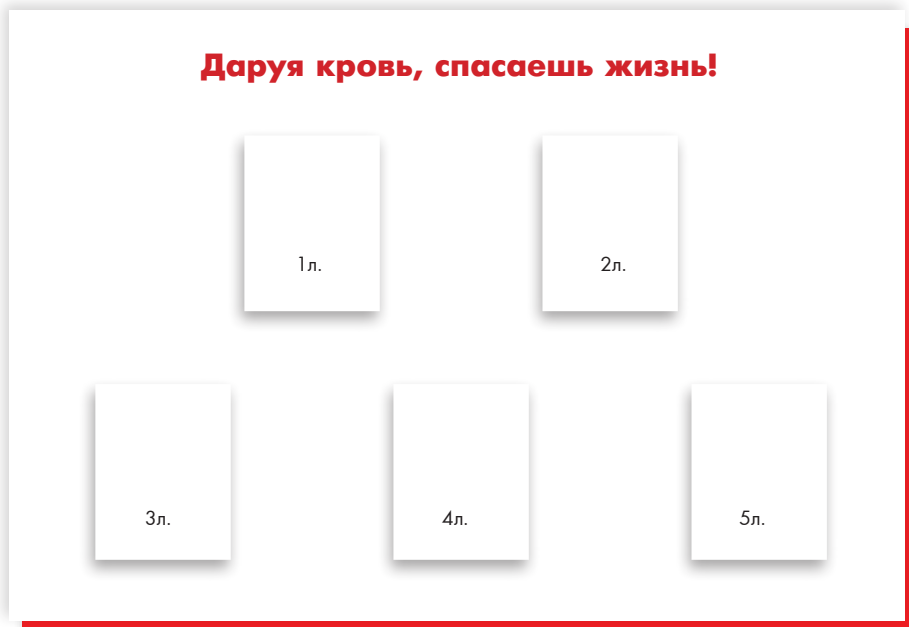 Даруя кровь, спасаешь жизнь!
1л.
2л.
3л.
4л.
5л.